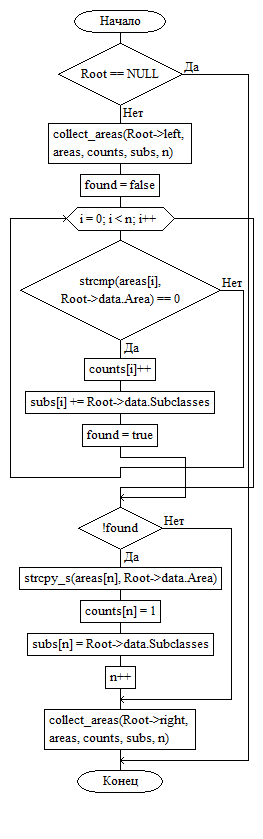 Начало
Root == NULL
Да
Нет
collect_areas(Root->left,
areas, counts, subs, n)
found = false
i = 0; i < n; i++
strcmp(areas[i],
Root->data.Area) == 0
Нет
Да
counts[i]++
subs[i] += Root->data.Subclasses
found = true
!found
Нет
Да
strcpy_s(areas[n], Root->data.Area)
counts[n] = 1
subs[n] = Root->data.Subclasses
n++
collect_areas(Root->right,
areas, counts, subs, n)
Конец